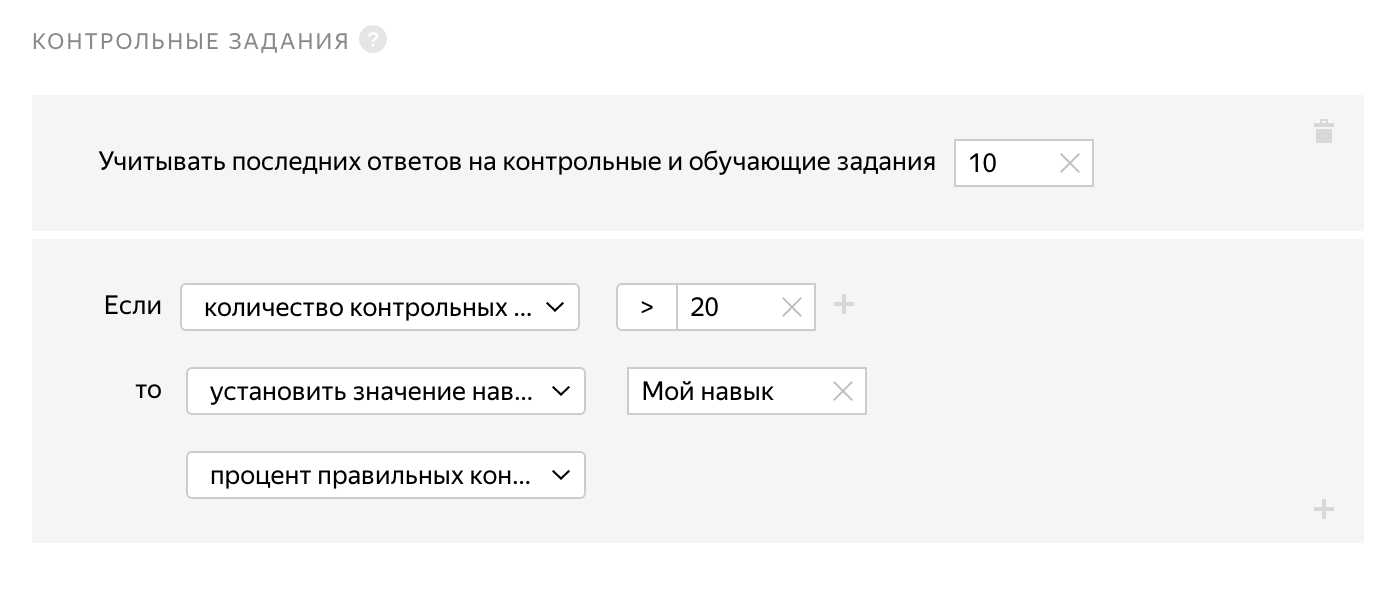 КОНТРОЛЬНЫЕ ЗАДАНИЯ ?
Учитывать последних ответов на контрольные и обучающие задания 10
Если количество контрольных ... > 20
то установить значение нав... Мой навык
процент правильных кон...